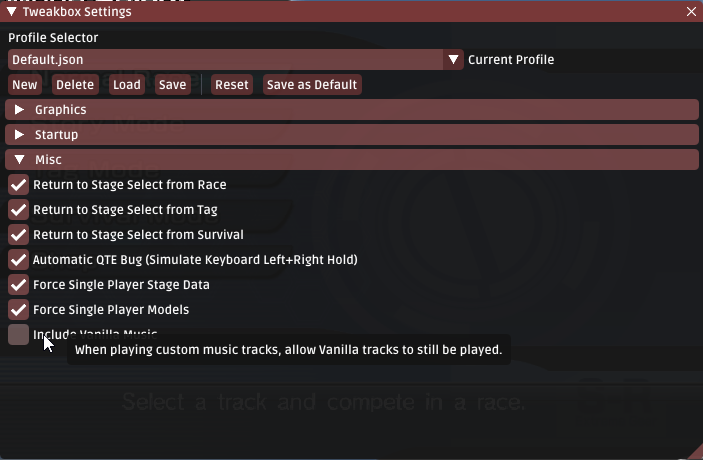 Tweakbox Settings
Profile Selector
Default.json
Current Profile
New
Delete
Load
Save
Reset
Save as Default
Graphics
Startup
Misc
Return to Stage Select from Race
Return to Stage Select from Tag
Return to Stage Select from Survival
Automatic QTE Bug (Simulate Keyboard Left+Right Hold)
Force Single Player Stage Data
Force Single Player Models
Include Vanilla Music
When playing custom music tracks, allow Vanilla tracks to still be played.
Select a track and compete in a race.